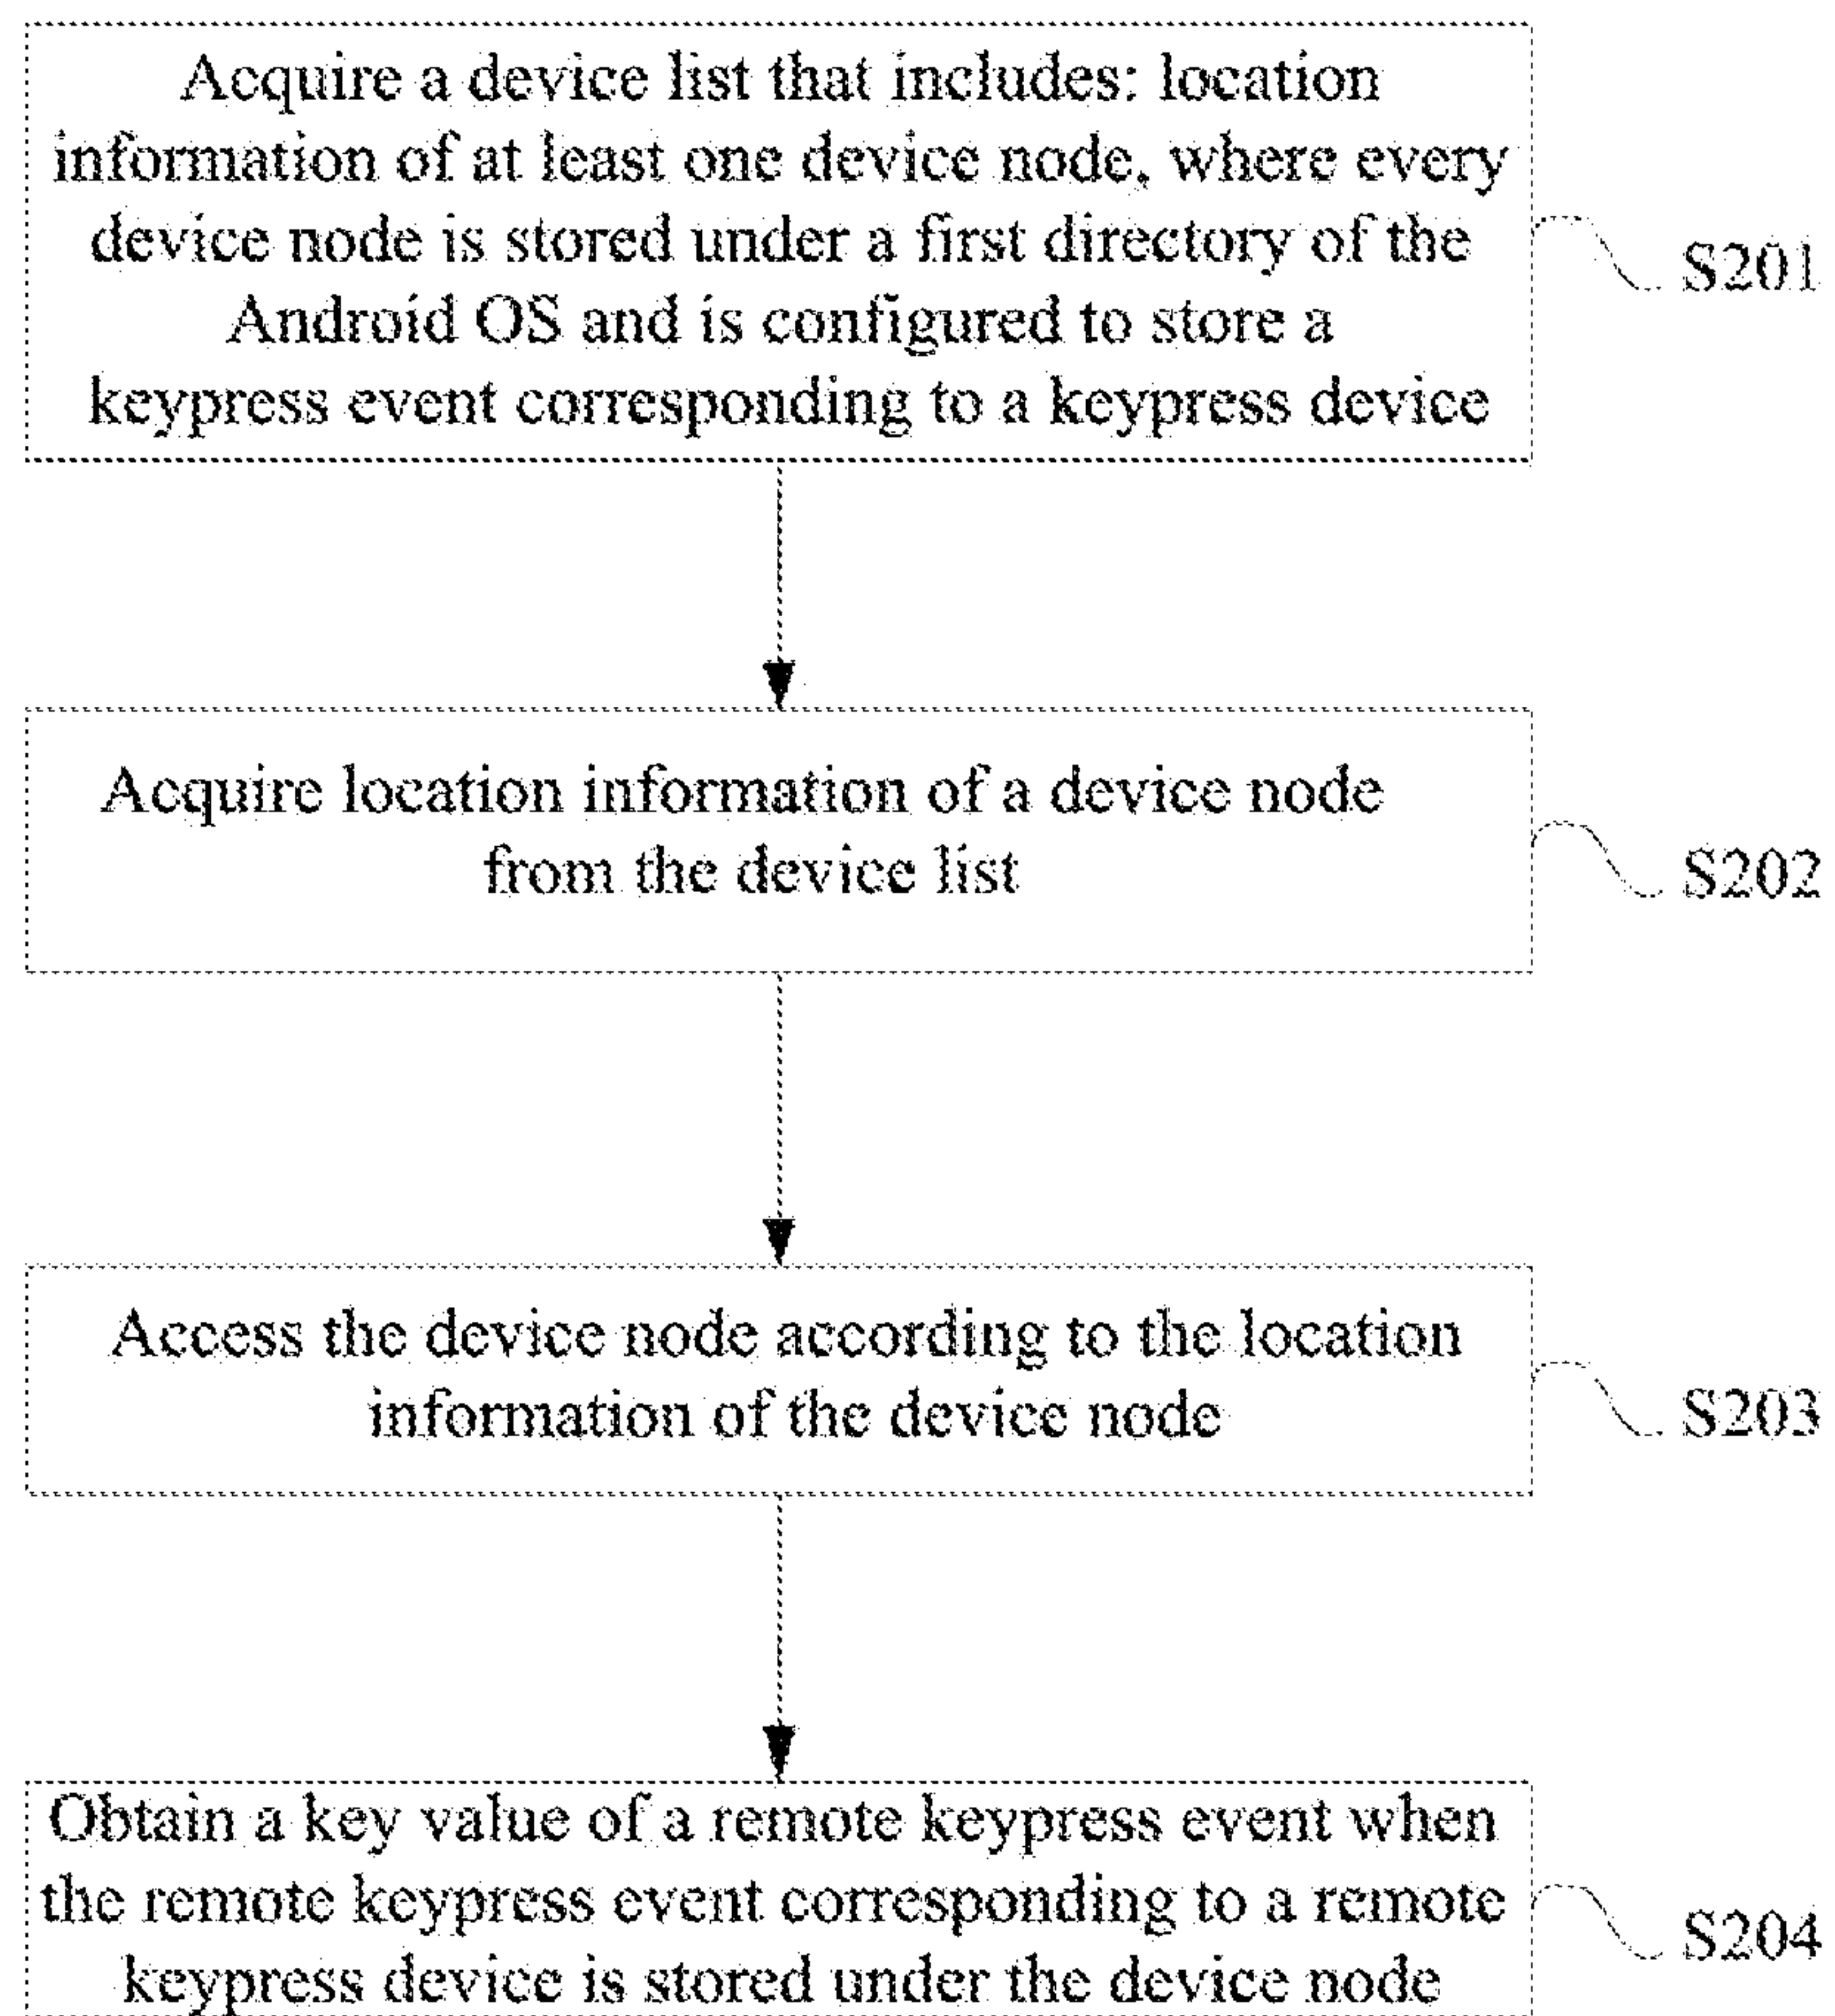 Acquire a device list that includes: location
information of at least one device node, where every
device node is stored under a first directory of the
Android OS and is configured to store a
keypress event corresponding to a keypress device
S201
Acquire location information of a device node
from the device list
S202
Access the device node according to the location
information of the device node
S203
Obtain a key value of a remote keypress event when
the remote keypress event corresponding to a remote
keypress device is stored under the device node
S204